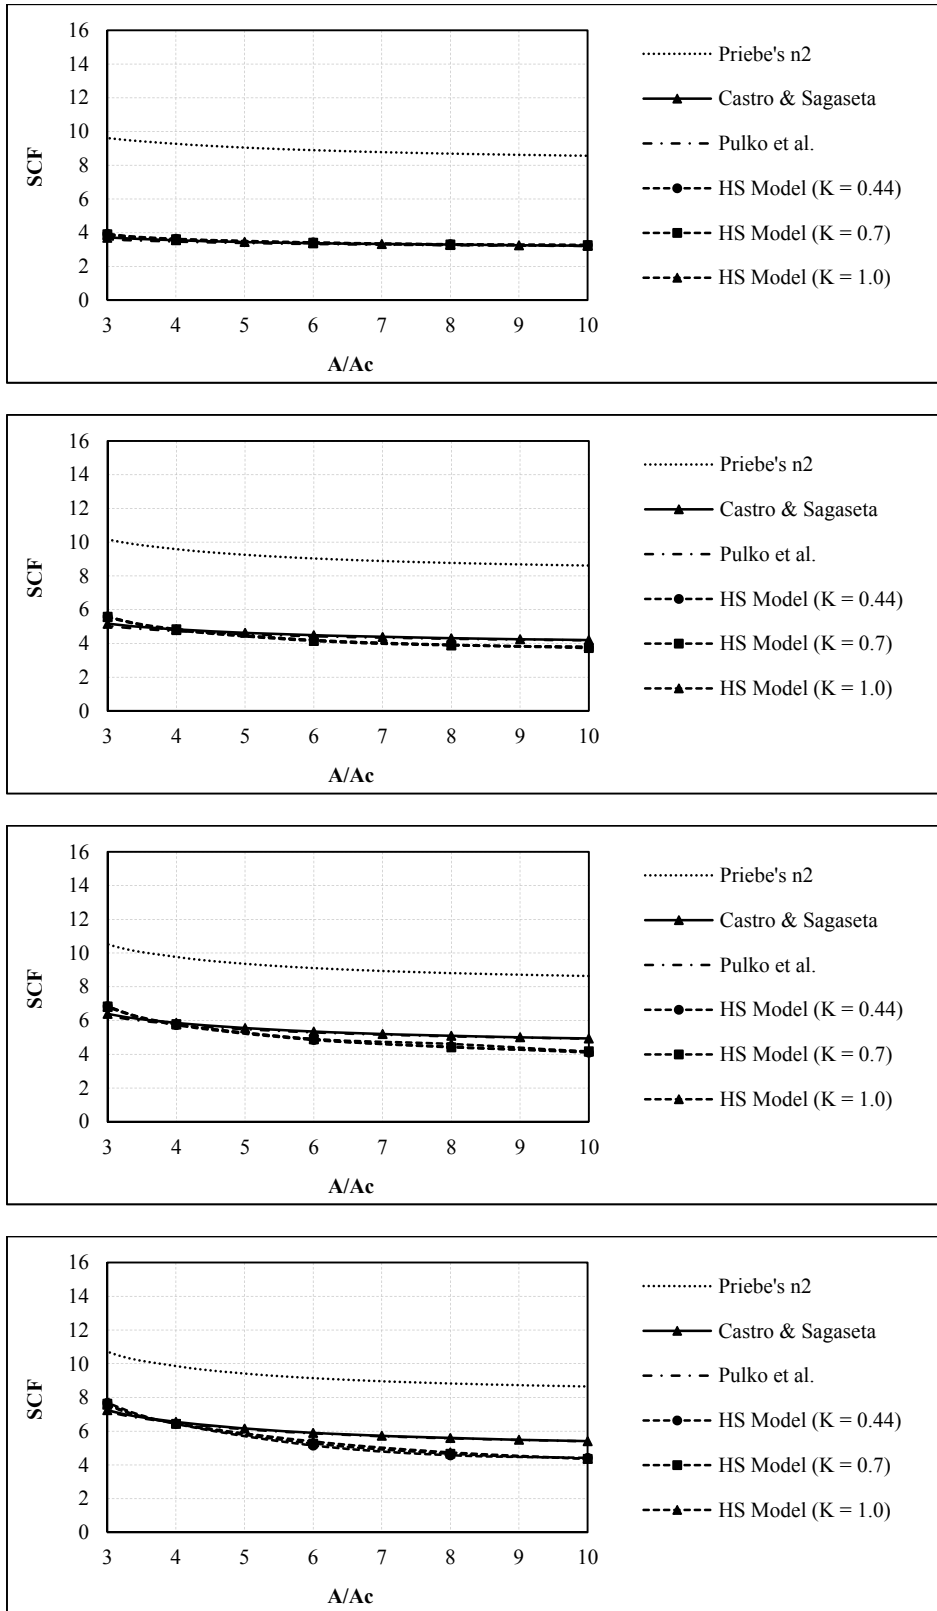 16
14
12
10
8
6
4
2
0
SCF
3 4 5 6 7 8 9 10
A/Ac
Priebe's n2
Castro & Sagaseta
Pulko et al.
HS Model (K = 0.44)
HS Model (K = 0.7)
HS Model (K = 1.0)
16
14
12
10
8
6
4
2
0
SCF
3 4 5 6 7 8 9 10
A/Ac
Priebe's n2
Castro & Sagaseta
Pulko et al.
HS Model (K = 0.44)
HS Model (K = 0.7)
HS Model (K = 1.0)
16
14
12
10
8
6
4
2
0
SCF
3 4 5 6 7 8 9 10
A/Ac
Priebe's n2
Castro & Sagaseta
Pulko et al.
HS Model (K = 0.44)
HS Model (K = 0.7)
HS Model (K = 1.0)
16
14
12
10
8
6
4
2
0
SCF
3 4 5 6 7 8 9 10
A/Ac
Priebe's n2
Castro & Sagaseta
Pulko et al.
HS Model (K = 0.44)
HS Model (K = 0.7)
HS Model (K = 1.0)